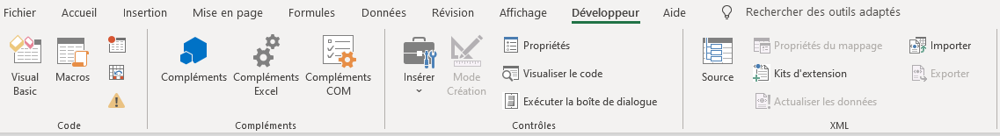 Fichier Accueil Insertion Mise en page Formules Données Révision Affichage Développeur Aide Rechercher des outils adaptés
Visual Basic
Macros
Code
Compléments
Compléments Excel
Compléments COM
Compléments
Insérer
Mode Création
Propriétés
Visualiser le code
Exécuter la boîte de dialogue
Contrôles
Source
Propriétés du mappage
Kits d'extension
Actualiser les données
Importer
Exporter
XML